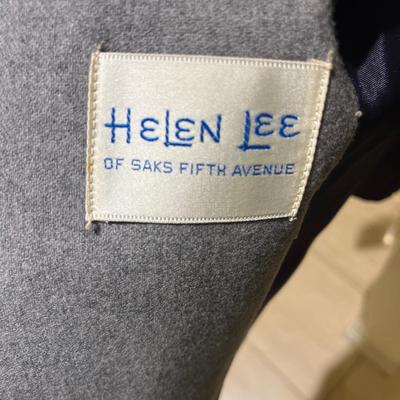 HELEN LEE
OF SAKS FIFTH AVENUE